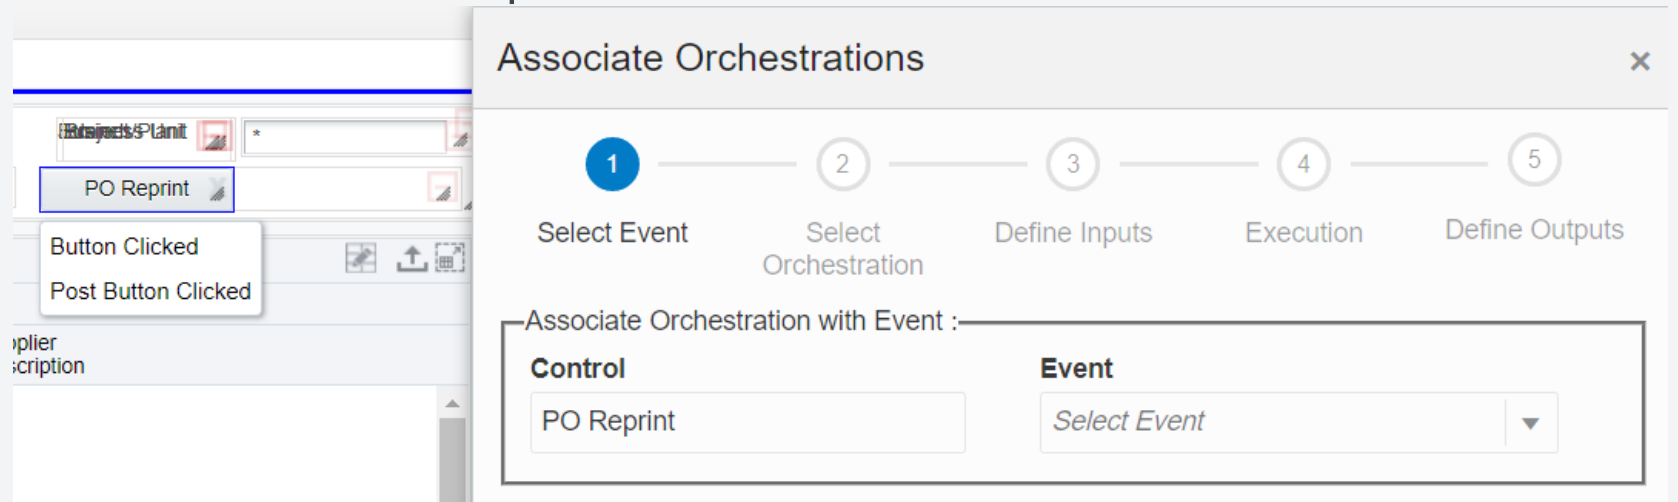 Associate Orchestrations
×
*
PO Reprint
Button Clicked
Post Button Clicked
plier
cription
1
2
3
4
5
Select Event
Select
Orchestration
Define Inputs
Execution
Define Outputs
Associate Orchestration with Event :
Control
Event
PO Reprint
Select Event